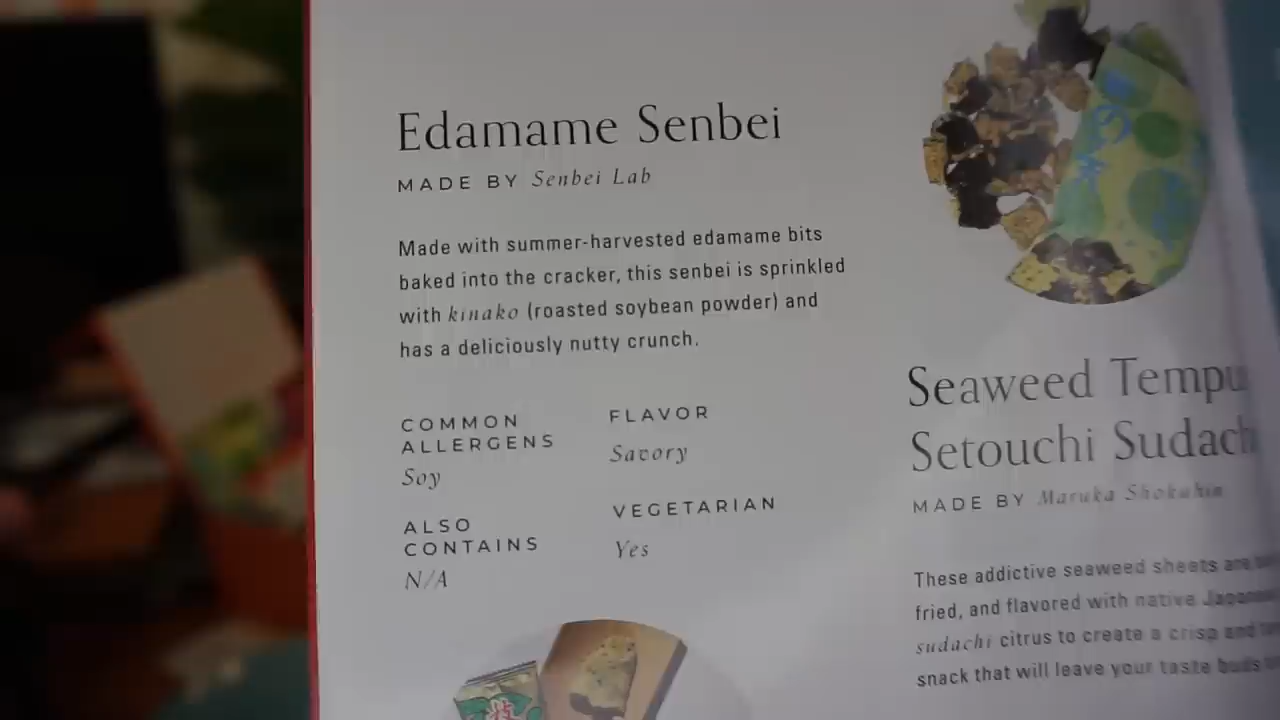 Edamame Senbei
MADE BY Senbei Lab
Made with summer-harvested edamame bits
baked into the cracker, this senbei is sprinkled
with kinako (roasted soybean powder) and
has a deliciously nutty crunch.
COMMON
ALLERGENS
Soy
FLAVOR
Savory
ALSO
CONTAINS
N/A
VEGETARIAN
Yes
Seaweed Tempu
Setouchi Sudach
MADE BY Maruka Shokuhin
These addictive seaweed sheets are
fried, and flavored with native
sudachi citrus to create a crisp and
snack that will leave your taste buds